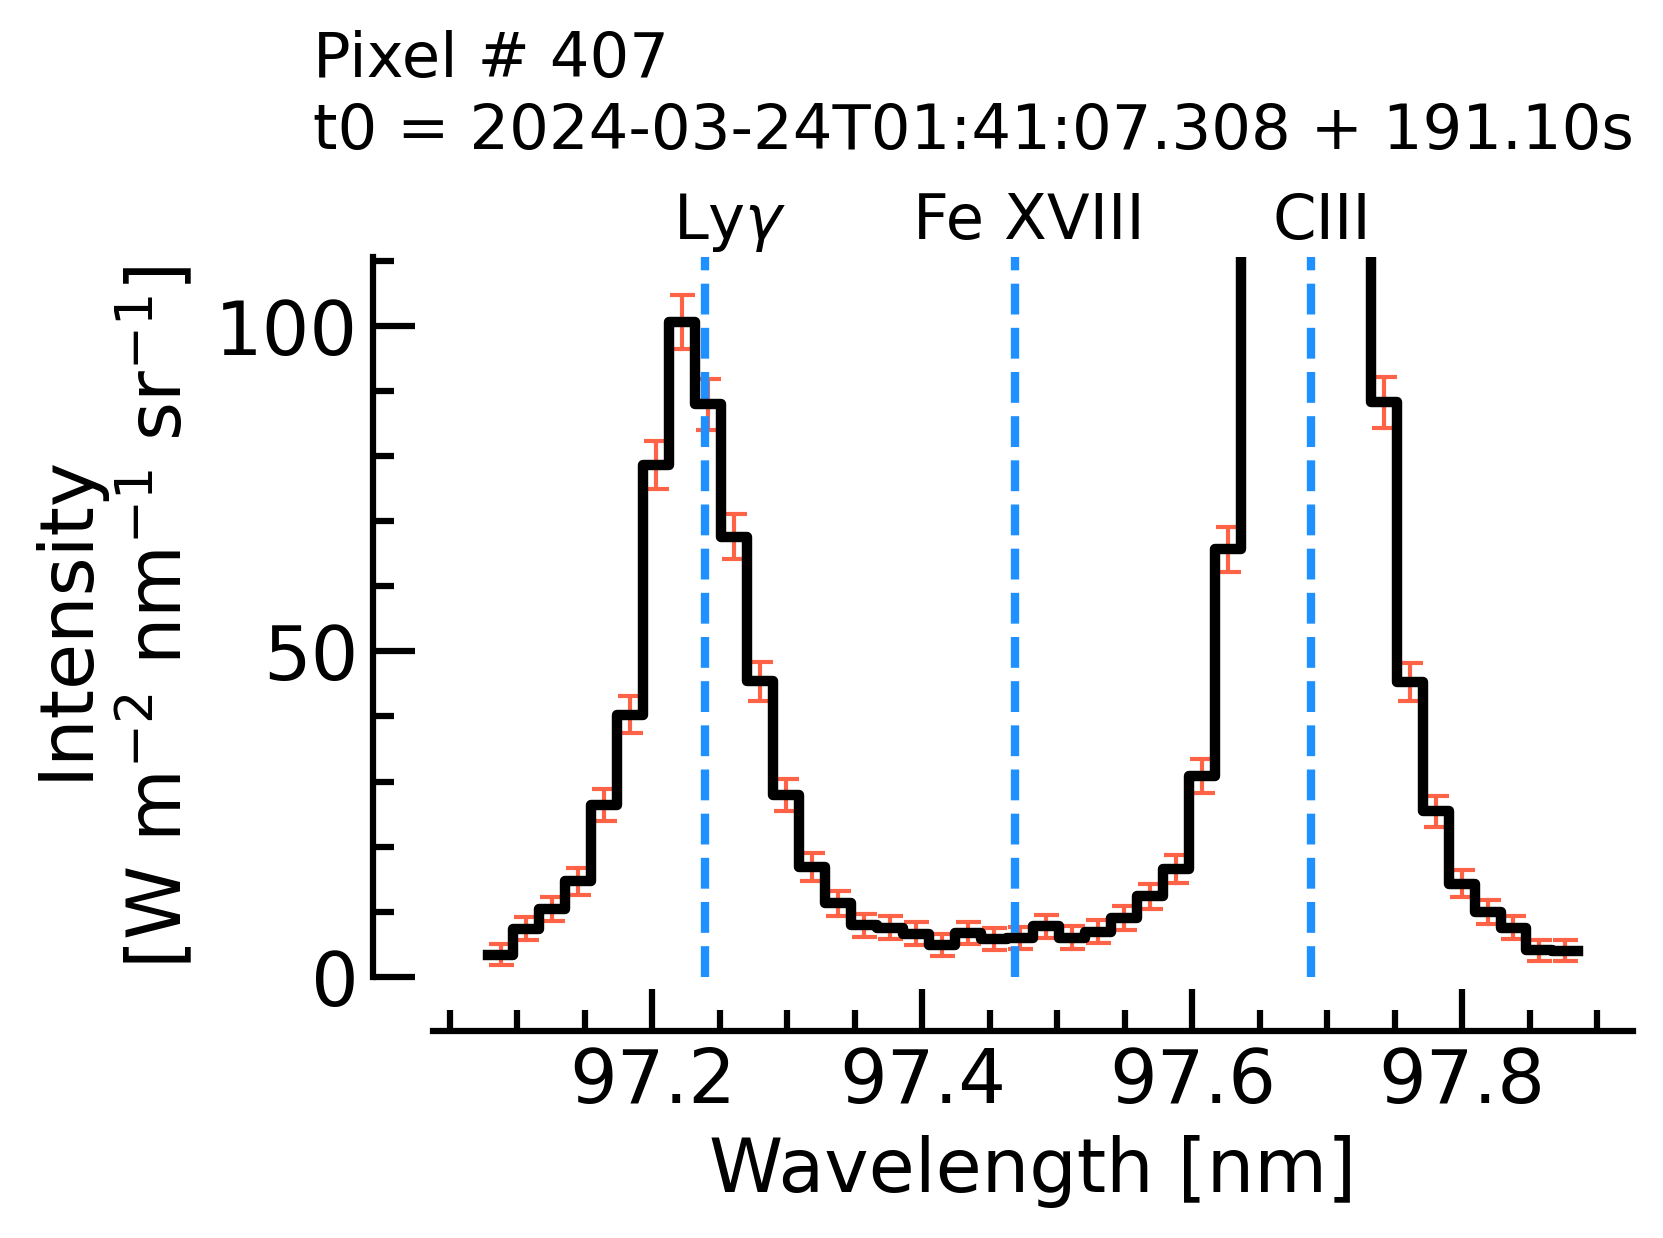 Pixel # 407
t0 = 2024-03-24T01:41:07.308 + 191.10s
Lyγ Fe XVIII CIII
Intensity
[W m⁻² nm⁻¹ sr⁻¹]
100
50
0
97.2 97.4 97.6 97.8
Wavelength [nm]